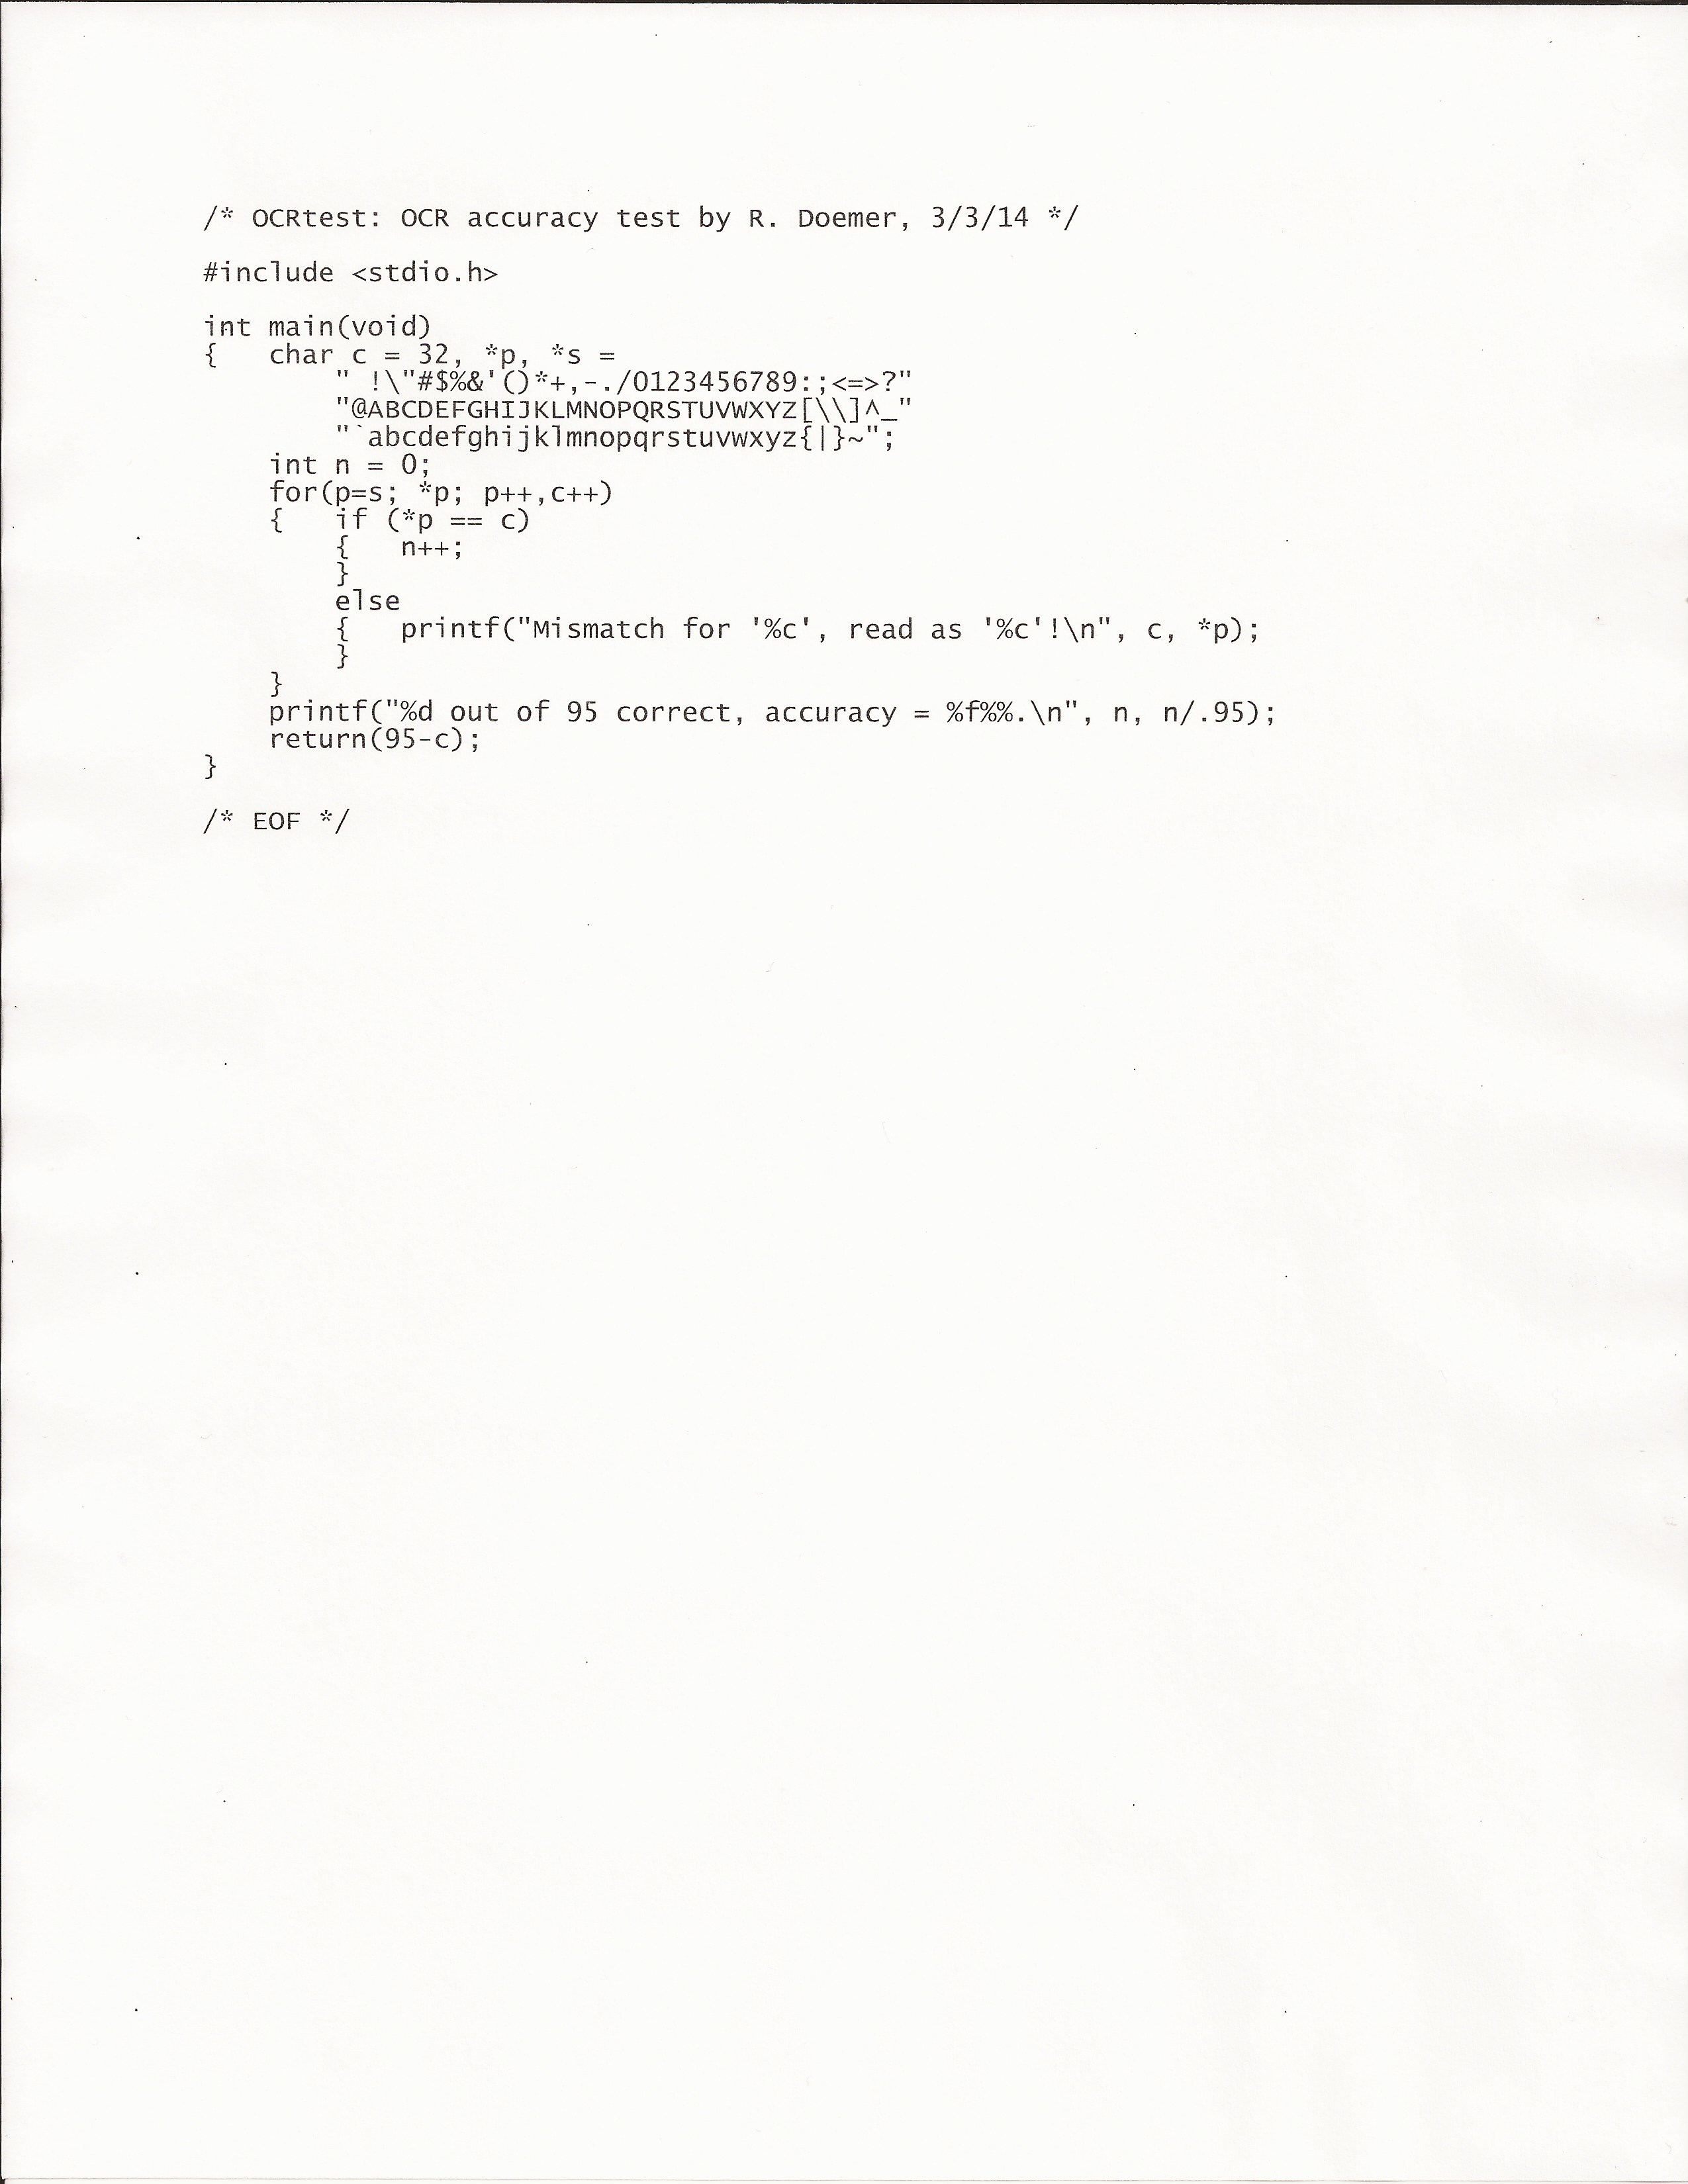 /* OCRtest: OCR accuracy test by R. Doemer, 3/3/14 */

#include <stdio.h>

int main(void)
{   char c = 32, *p, *s =
        " !\"#$%&'()*+,-./0123456789:;<=>?"
        "@ABCDEFGHIJKLMNOPQRSTUVWXYZ[\\]^_"
        "`abcdefghijklmnopqrstuvwxyz{|}~";
    int n = 0;
    for(p=s; *p; p++,c++)
    {   if (*p == c)
        {   n++;
        }
        else
        {   printf("Mismatch for '%c', read as '%c'!\n", c, *p);
        }
    }
    printf("%d out of 95 correct, accuracy = %f%%.\n", n, n/.95);
    return(95-c);
}

/* EOF */